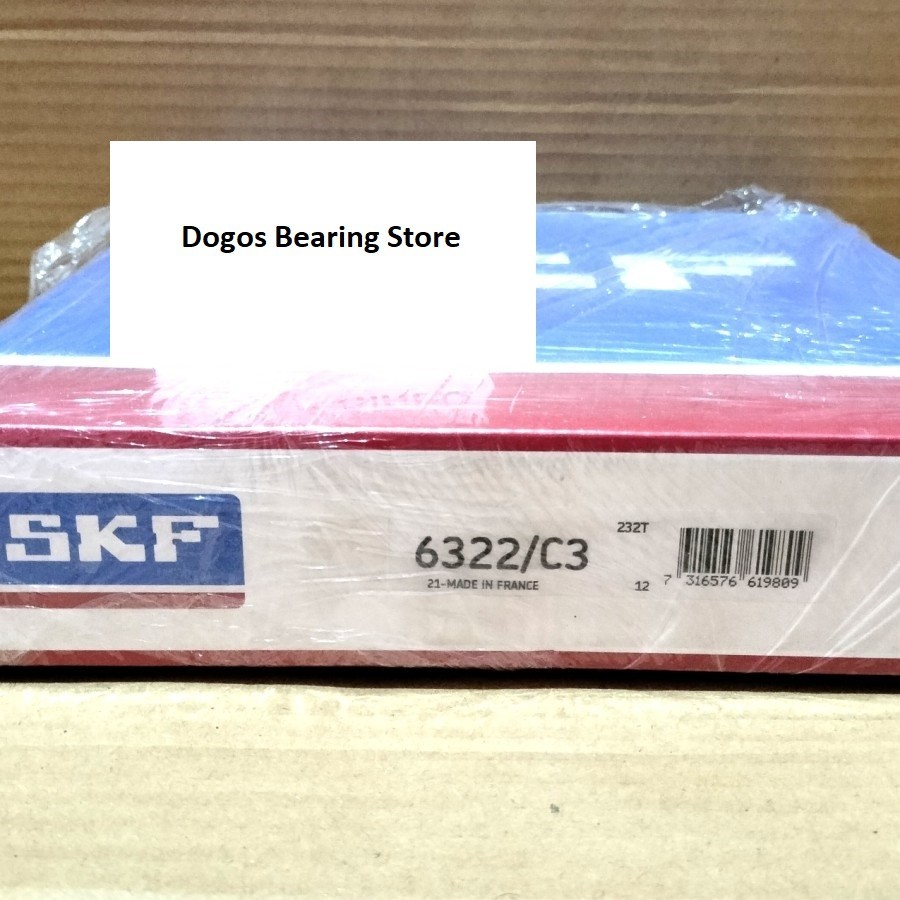 Dogos Bearing Store
SKF
6322/C3
21-MADE IN FRANCE
232T
12
7 316576 619809